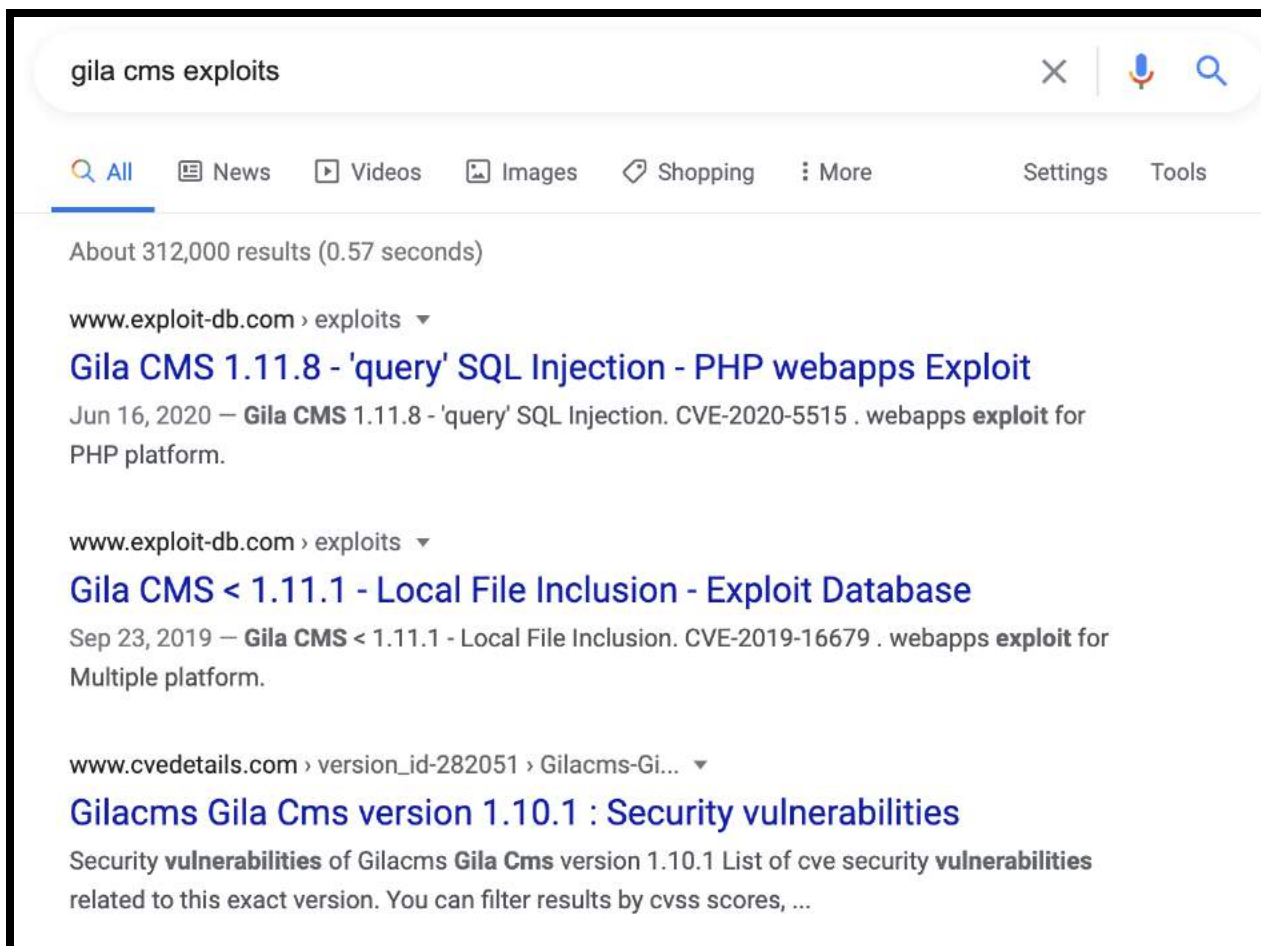 gila cms exploits
All News Videos Images Shopping More Settings Tools
About 312,000 results (0.57 seconds)
www.exploit-db.com › exploits
Gila CMS 1.11.8 - 'query' SQL Injection - PHP webapps Exploit
Jun 16, 2020 — Gila CMS 1.11.8 - 'query' SQL Injection. CVE-2020-5515 . webapps exploit for
PHP platform.
www.exploit-db.com › exploits
Gila CMS < 1.11.1 - Local File Inclusion - Exploit Database
Sep 23, 2019 — Gila CMS < 1.11.1 - Local File Inclusion. CVE-2019-16679 . webapps exploit for
Multiple platform.
www.cvedetails.com › version_id-282051 › Gilacms-Gi...
Gilacms Gila Cms version 1.10.1 : Security vulnerabilities
Security vulnerabilities of Gilacms Gila Cms version 1.10.1 List of cve security vulnerabilities
related to this exact version. You can filter results by cvss scores, ...